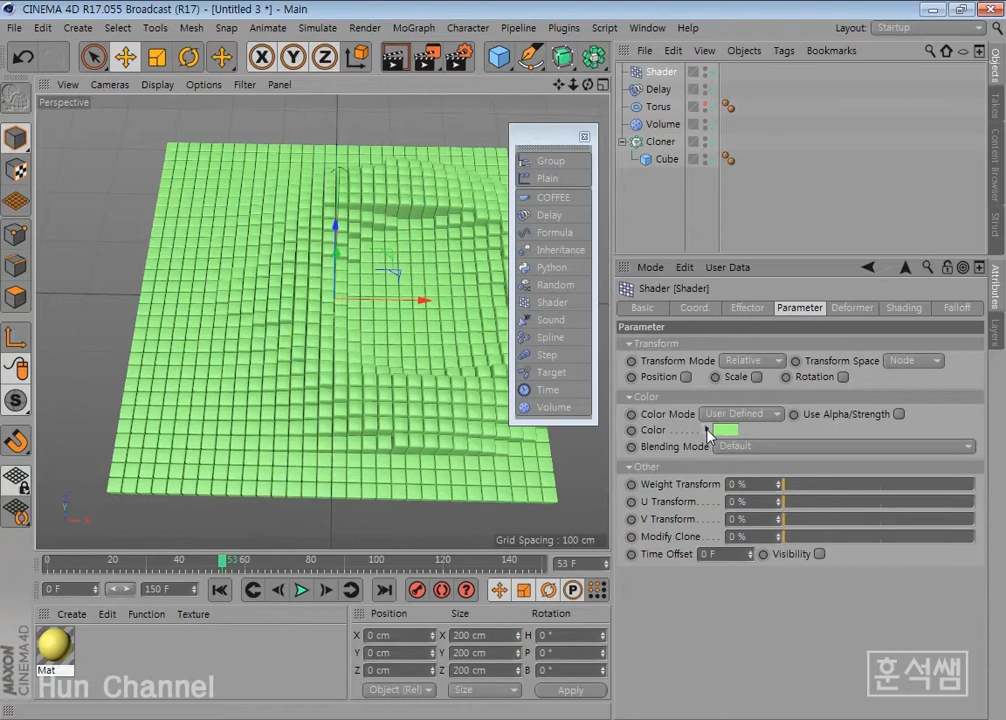 CINEMA 4D R17.055 Broadcast (R17) - [Untitled 3 *] - Main
File Edit Create Select Tools Mesh Snap Animate Simulate Render MoGraph Character Pipeline Plugins Script Window Help Layout: Startup
X Y Z
File Edit View Objects Tags Bookmarks
Shader
Delay
Torus
Volume
Cloner
Cube
Objects
Takes
Content Browser
Struct
View Cameras Display Options Filter Panel
Perspective
Group
Plain
COFFEE
Delay
Formula
Inheritance
Python
Random
Shader
Sound
Spline
Step
Target
Time
Volume
Grid Spacing : 100 cm
Mode Edit User Data
Attributes
Layers
Shader [Shader]
Basic Coord. Effector Parameter Deformer Shading Falloff
Parameter
Transform
Transform Mode Relative Transform Space Node
Position Scale Rotation
Color
Color Mode User Defined Use Alpha/Strength
Color . . . . . .
Blending Mode Default
Other
Weight Transform 0 %
U Transform. . . . 0 %
V Transform. . . . 0 %
Modify Clone . . . 0 %
Time Offset 0 F Visibility
0 20 40 53 60 80 100 120 140 53 F
0 F 150 F
Create Edit Function Texture
Mat
Position Size Rotation
X 0 cm X 200 cm H 0 °
Y 0 cm Y 200 cm P 0 °
Z 0 cm Z 200 cm B 0 °
Object (Rel) Size Apply
MAXON CINEMA 4D
Hun Channel
훈석쌤